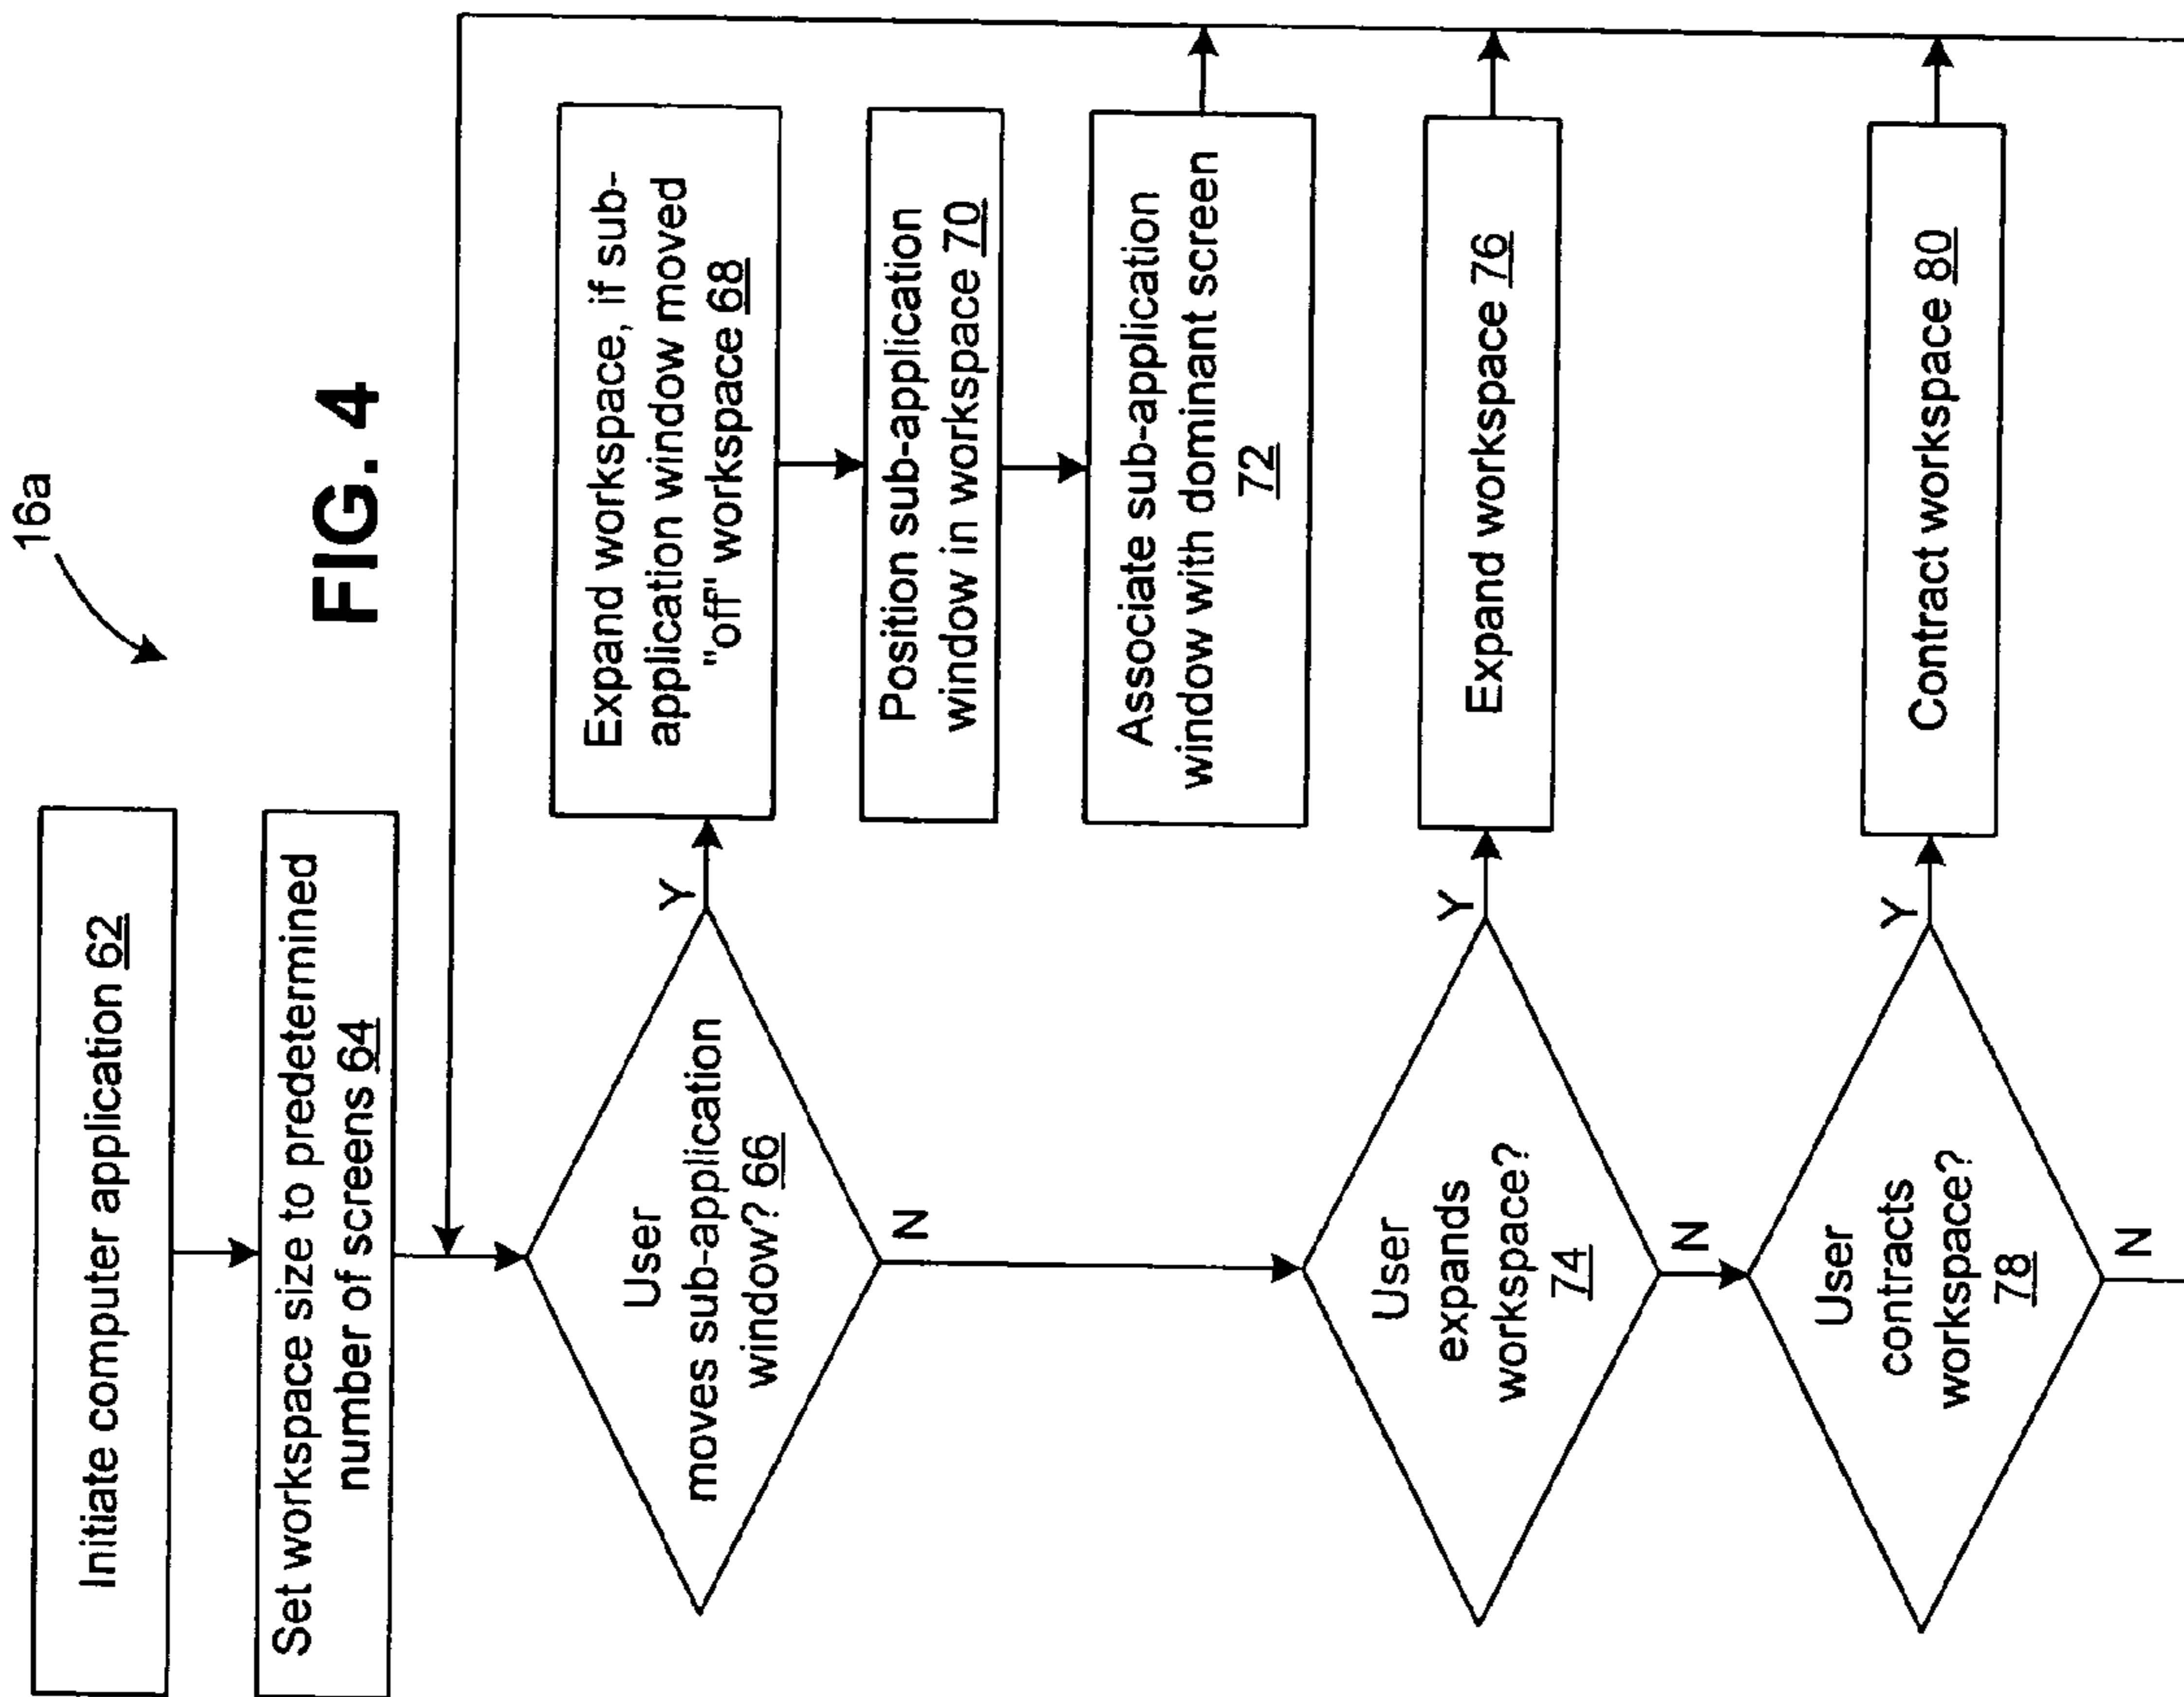 16a
FIG. 4
Initiate computer application 62
Set workspace size to predetermined
number of screens 64
User
moves sub-application
window? 66
Y
N
Expand workspace, if sub-
application window moved
"off" workspace 68
Position sub-application
window in workspace 70
Associate sub-application
window with dominant screen
72
User
expands
workspace?
74
Y
N
Expand workspace 76
User
contracts
workspace?
78
Y
N
Contract workspace 80